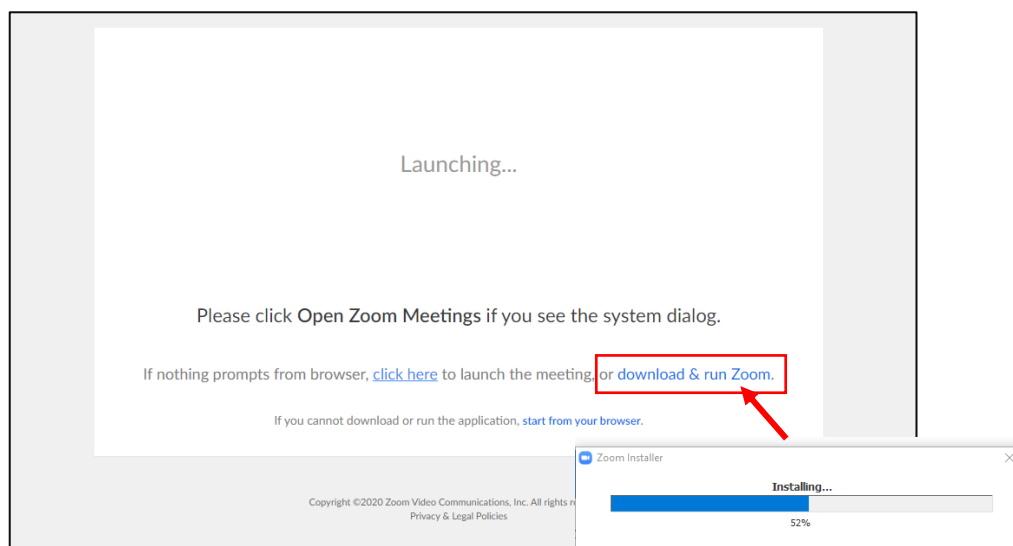 Launching...
Please click Open Zoom Meetings if you see the system dialog.
If nothing prompts from browser, click here to launch the meeting, or download & run Zoom.
If you cannot download or run the application, start from your browser.
Zoom Installer
Installing...
52%
Copyright ©2020 Zoom Video Communications, Inc. All rights
Privacy & Legal Policies